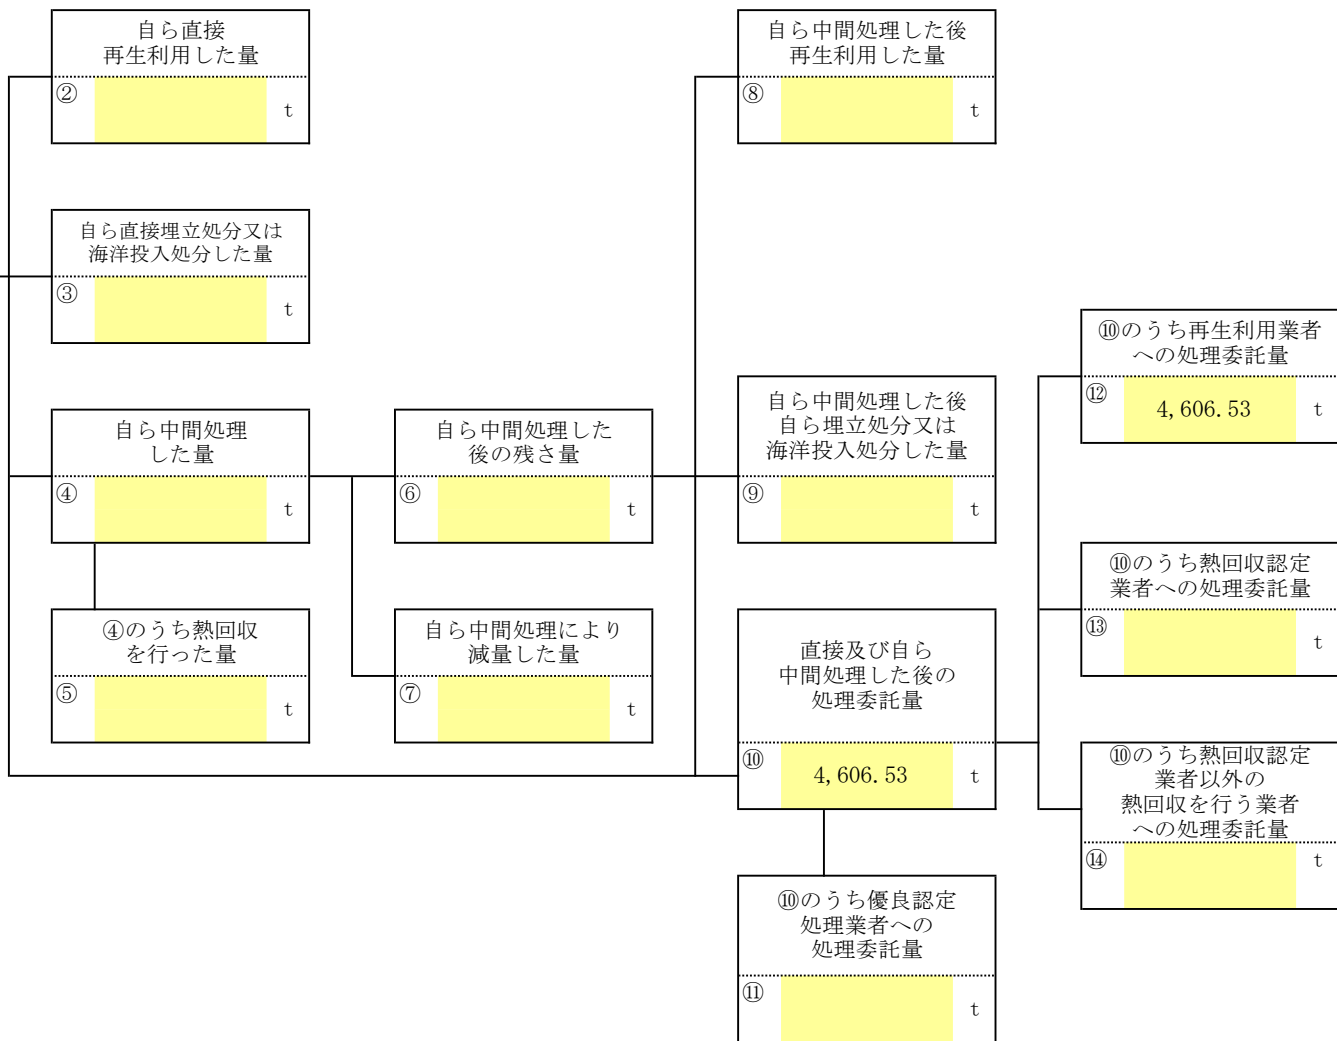 自ら直接
再生利用した量
②
t
自ら中間処理した後
再生利用した量
⑧
t
自ら直接埋立処分又は
海洋投入処分した量
③
t
⑩のうち再生利用業者
への処理委託量
⑫
4,606.53
t
自ら中間処理
した量
④
t
自ら中間処理した
後の残さ量
⑥
t
自ら中間処理した後
自ら埋立処分又は
海洋投入処分した量
⑨
t
⑩のうち熱回収認定
業者への処理委託量
⑬
t
④のうち熱回収
を行った量
⑤
t
自ら中間処理により
減量した量
⑦
t
直接及び自ら
中間処理した後の
処理委託量
⑩
4,606.53
t
⑩のうち熱回収認定
業者以外の
熱回収を行う業者
への処理委託量
⑭
t
⑩のうち優良認定
処理業者への
処理委託量
⑪
t